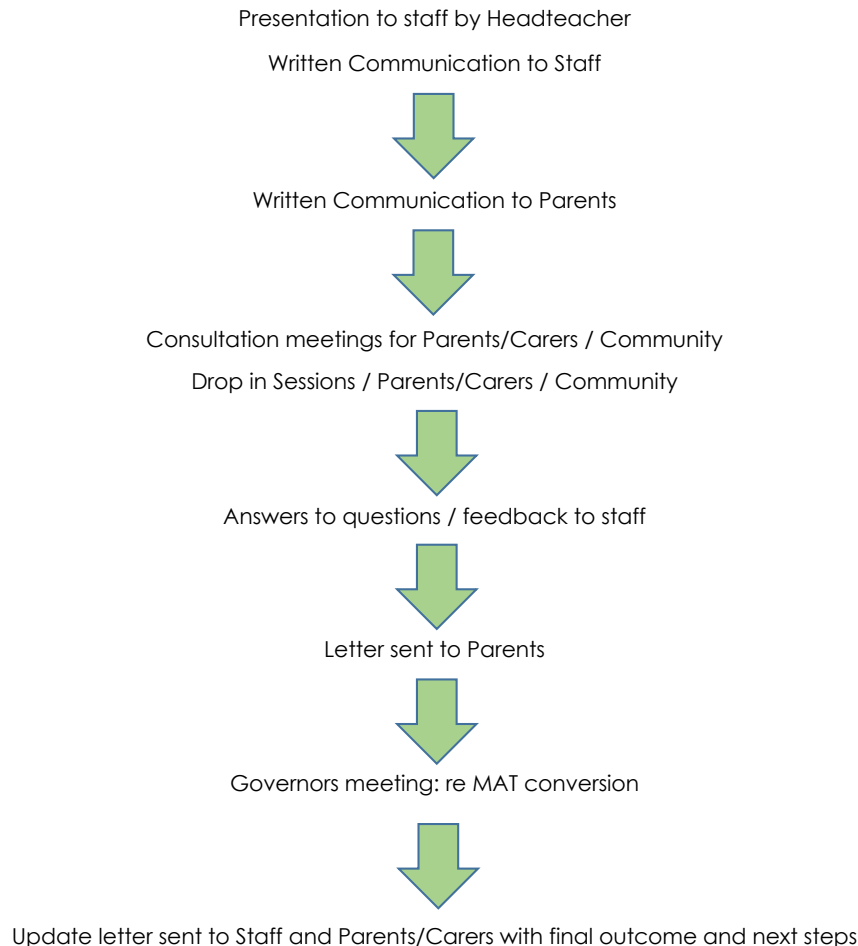 Presentation to staff by Headteacher
Written Communication to Staff
Written Communication to Parents
Consultation meetings for Parents/Carers / Community
Drop in Sessions / Parents/Carers / Community
Answers to questions / feedback to staff
Letter sent to Parents
Governors meeting: re MAT conversion
Update letter sent to Staff and Parents/Carers with final outcome and next steps